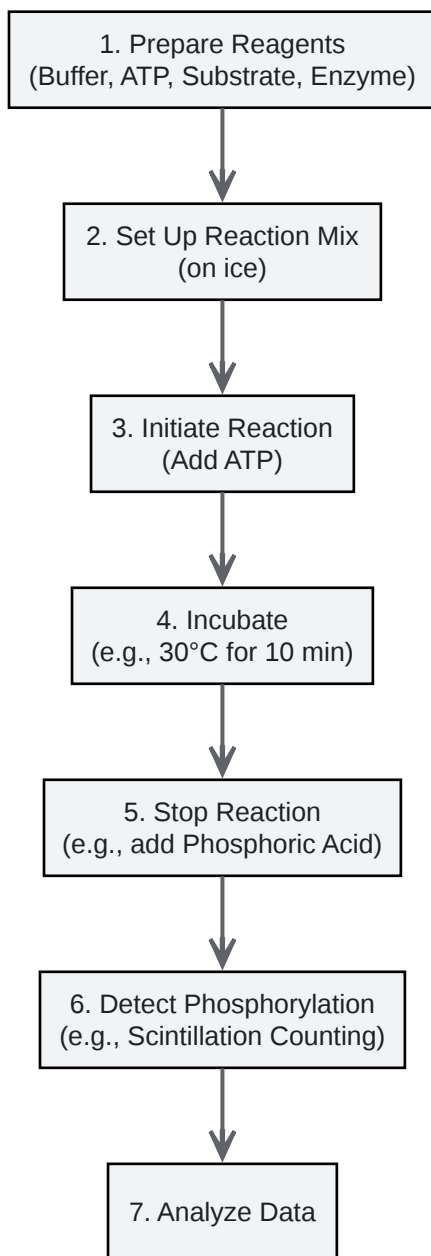 1. Prepare Reagents
(Buffer, ATP, Substrate, Enzyme)
2. Set Up Reaction Mix
(on ice)
3. Initiate Reaction
(Add ATP)
4. Incubate
(e.g., 30°C for 10 min)
5. Stop Reaction
(e.g., add Phosphoric Acid)
6. Detect Phosphorylation
(e.g., Scintillation Counting)
7. Analyze Data